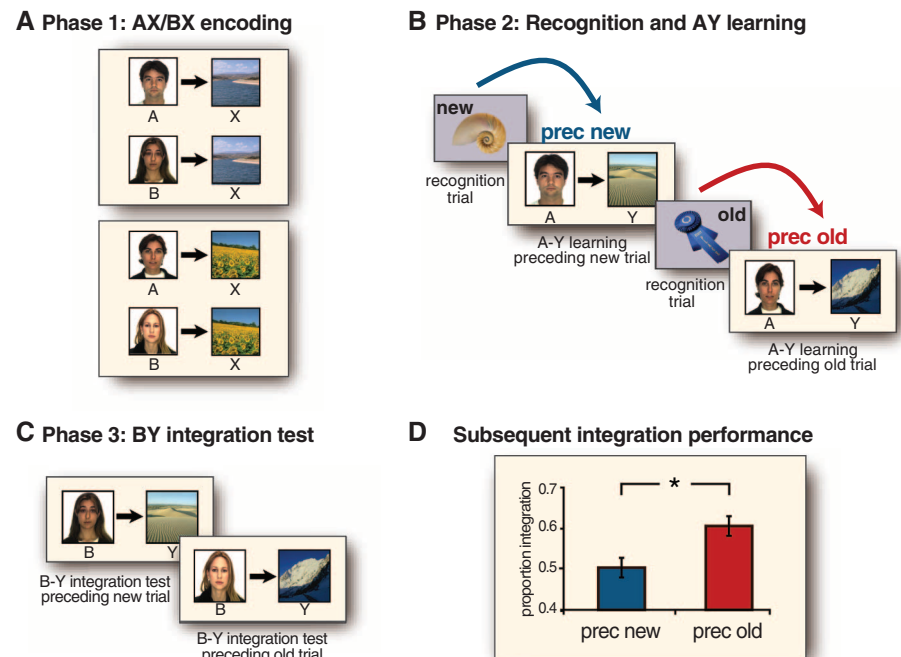 A Phase 1: AX/BX encoding
A
X
B
X
A
X
B
X
B Phase 2: Recognition and AY learning
new
recognition
trial
prec new
A
Y
A-Y learning
preceding new trial
old
recognition
trial
prec old
A
Y
A-Y learning
preceding old trial
C Phase 3: BY integration test
B
Y
B-Y integration test
preceding new trial
B
Y
B-Y integration test
preceding old trial
D Subsequent integration performance
proportion integration
0.7
0.6
0.5
0.4
*
prec new
prec old